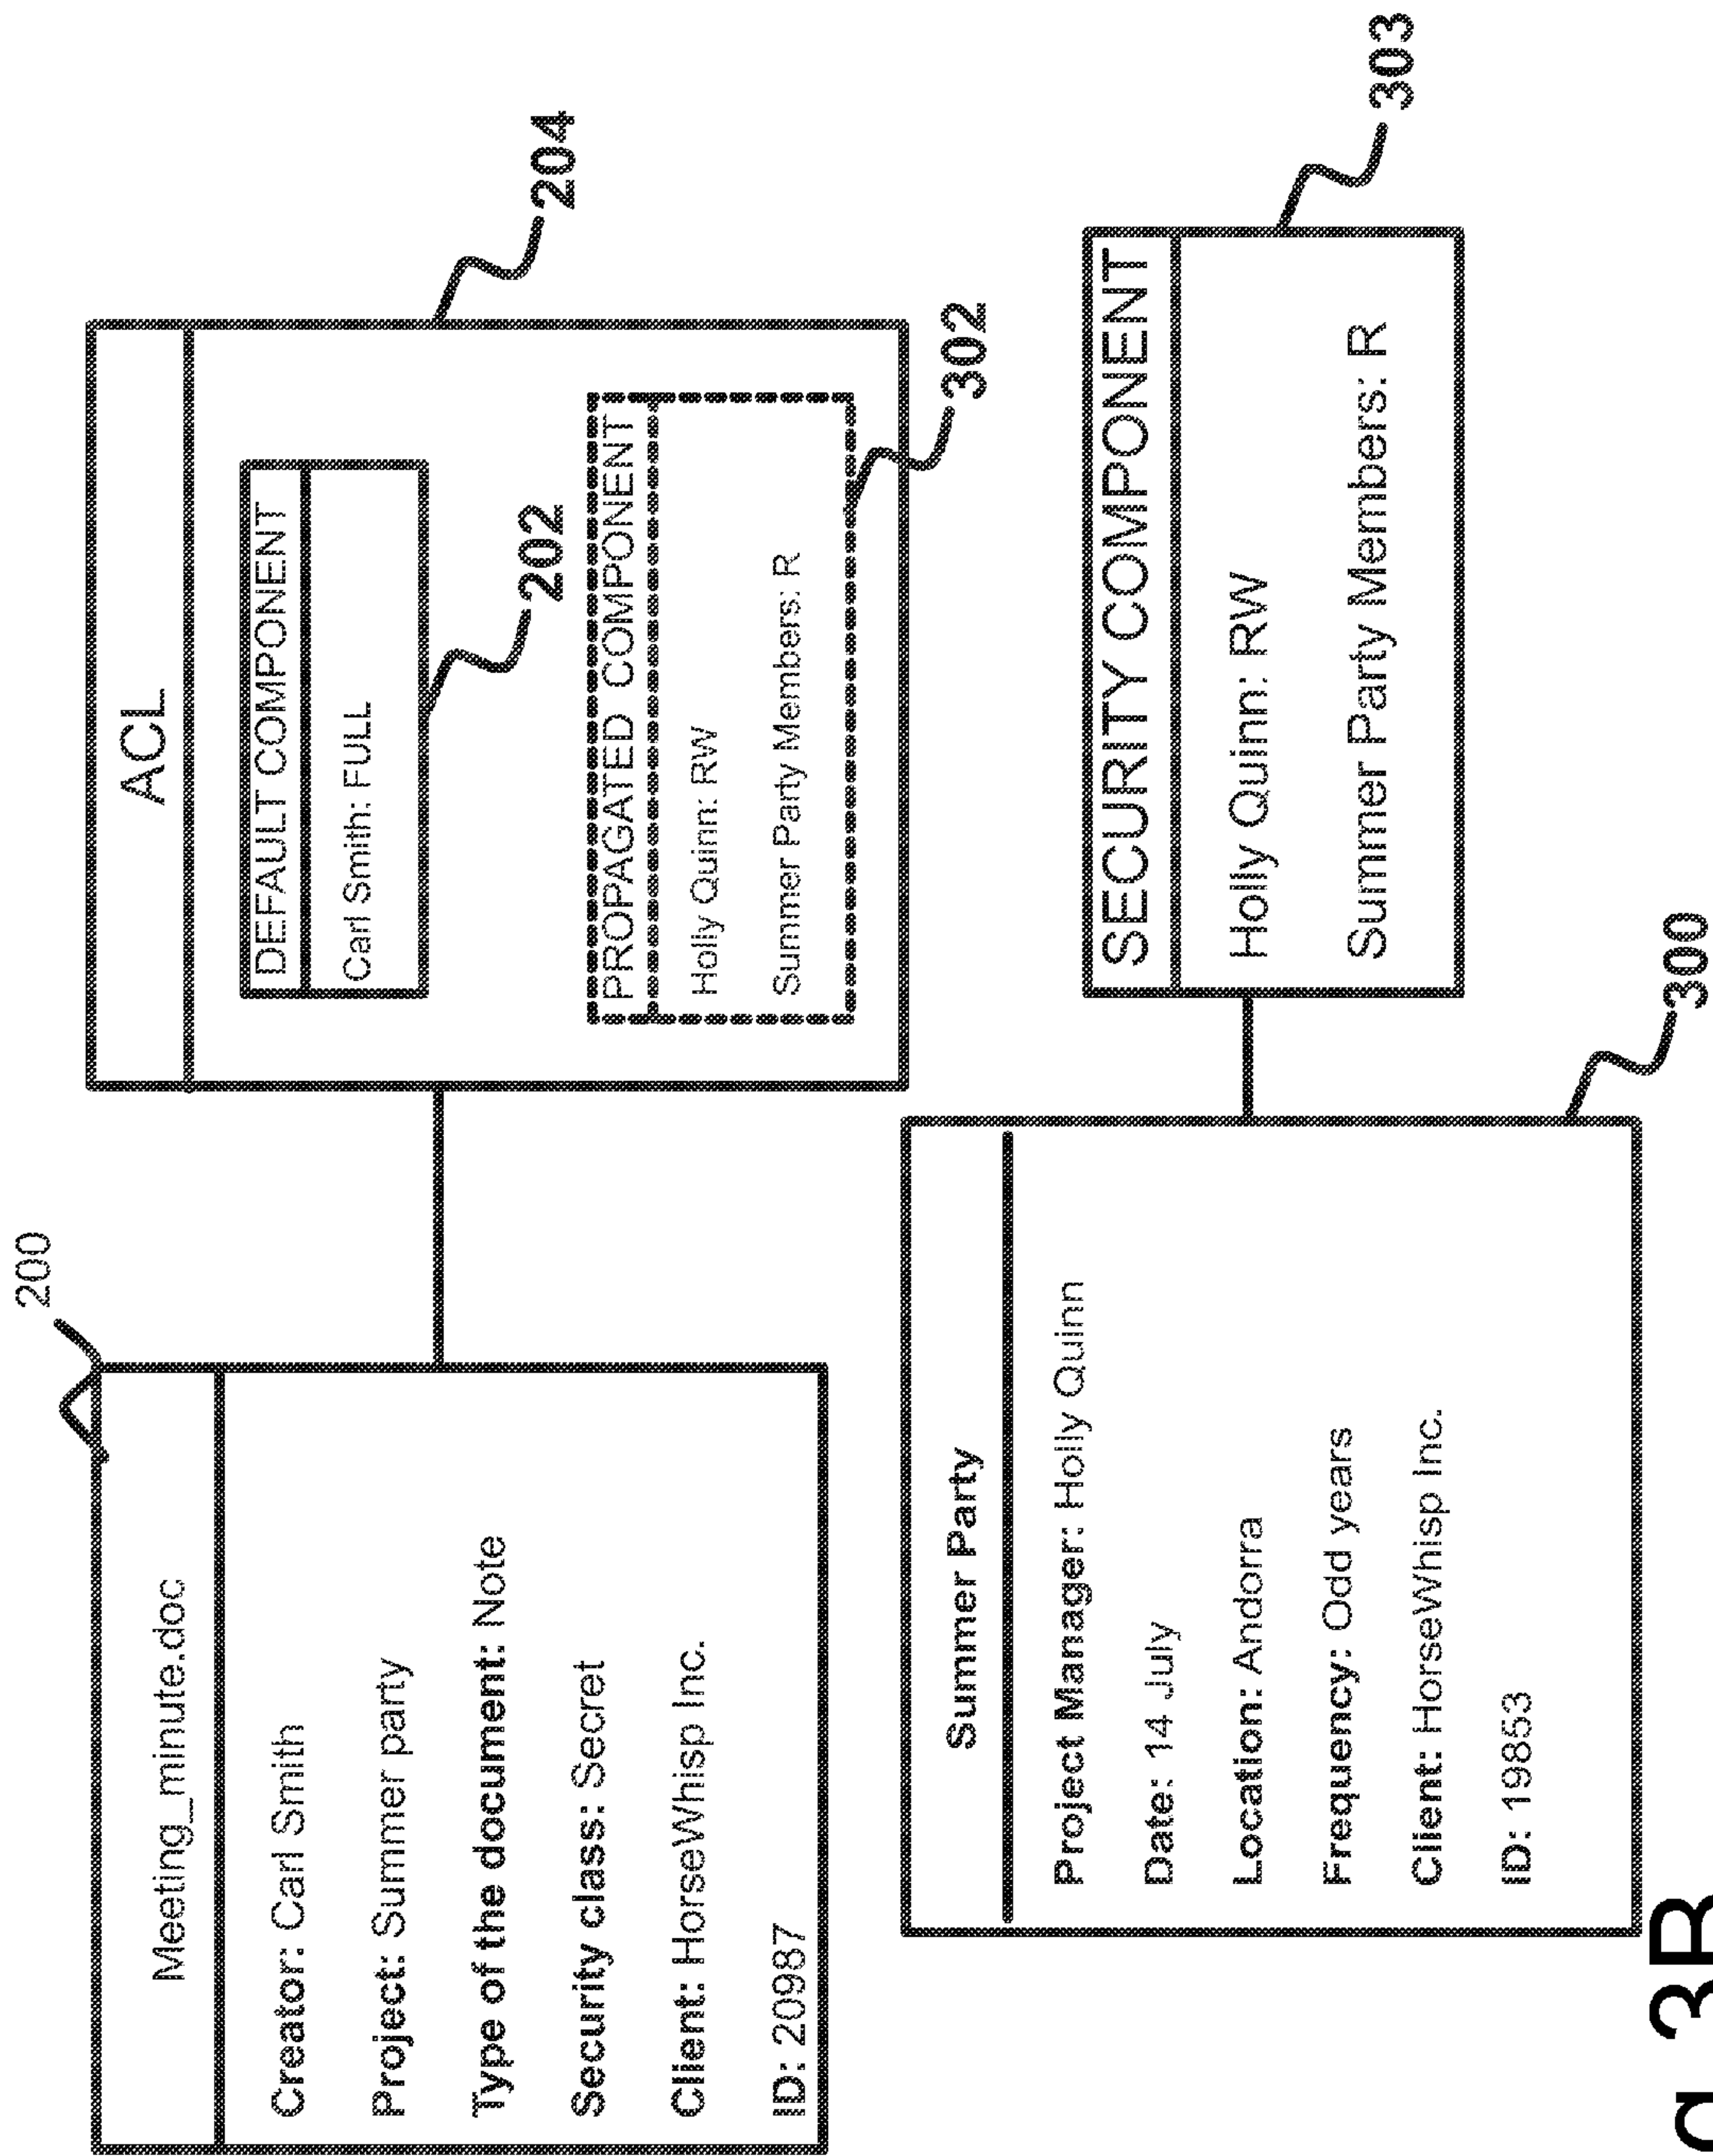 200
Meeting_minute.doc
Creator: Carl Smith
Project: Summer party
Type of the document: Note
Security class: Secret
Client: HorseWhisp Inc.
ID: 20987
ACL
DEFAULT COMPONENT
Carl Smith: FULL
202
PROPAGATED COMPONENT
Holly Quinn: RW
Summer Party Members: R
204
302
Summer Party
Project Manager: Holly Quinn
Date: 14 July
Location: Andorra
Frequency: Odd years
Client: HorseWhisp Inc.
ID: 19853
300
SECURITY COMPONENT
Holly Quinn: RW
Summer Party Members: R
303
g 3B